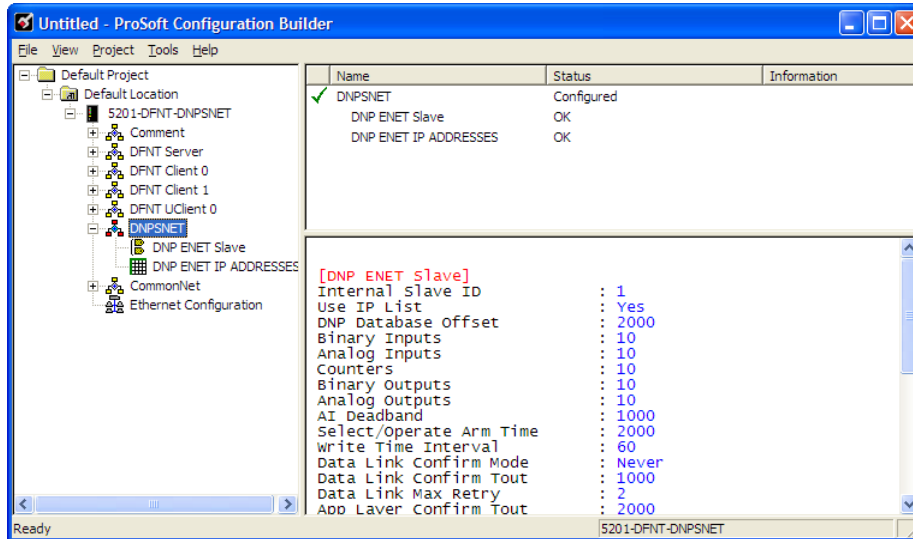 Untitled - ProSoft Configuration Builder
File View Project Tools Help
Default Project
Default Location
5201-DFNT-DNPSNET
Comment
DFNT Server
DFNT Client 0
DFNT Client 1
DFNT UClient 0
DNPSNET
DNP ENET Slave
DNP ENET IP ADDRESSES
CommonNet
Ethernet Configuration
Name Status Information
DNPSNET Configured
DNP ENET Slave OK
DNP ENET IP ADDRESSES OK
[DNP ENET Slave]
Internal Slave ID : 1
Use IP List : Yes
DNP Database Offset : 2000
Binary Inputs : 10
Analog Inputs : 10
Counters : 10
Binary Outputs : 10
Analog Outputs : 10
AI Deadband : 1000
Select/Operate Arm Time : 2000
Write Time Interval : 60
Data Link Confirm Mode : Never
Data Link Confirm Tout : 1000
Data Link Max Retry : 2
App Layer Confirm Tout : 2000
Ready 5201-DFNT-DNPSNET